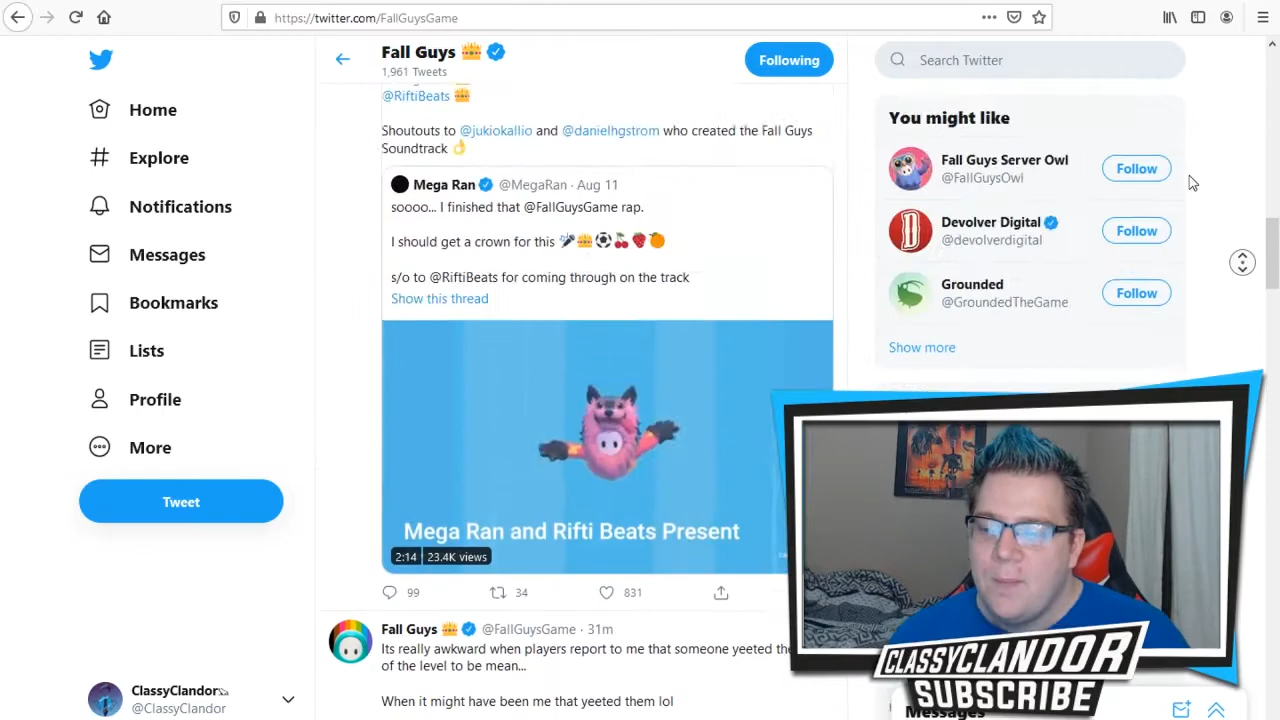 https://twitter.com/FallGuysGame
Home
Explore
Notifications
Messages
Bookmarks
Lists
Profile
More
Tweet
ClassyClandor
@ClassyClandor
Fall Guys
1,961 Tweets
Following
@RiftiBeats
Shoutouts to @jukiokallio and @danielhgstrom who created the Fall Guys
Soundtrack 👌
Mega Ran @MegaRan · Aug 11
soooo... I finished that @FallGuysGame rap.
I should get a crown for this
s/o to @RiftiBeats for coming through on the track
Show this thread
Mega Ran and Rifti Beats Present
2:14 23.4K views
99 34 831
Fall Guys @FallGuysGame · 31m
Its really awkward when players report to me that someone yeeted
of the level to be mean...
When it might have been me that yeeted them lol
Search Twitter
You might like
Fall Guys Server Owl
@FallGuysOwl
Follow
Devolver Digital
@devolverdigital
Follow
Grounded
@GroundedTheGame
Follow
Show more
CLASSYCLANDOR
SUBSCRIBE
Messages